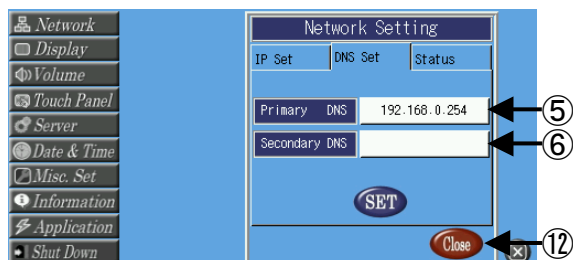 Network
Display
Volume
Touch Panel
Server
Date & Time
Misc. Set
Information
Application
Shut Down
Network Setting
IP Set
DNS Set
Status
Primary DNS
192.168.0.254
⑤
Secondary DNS
⑥
SET
Close
⑫